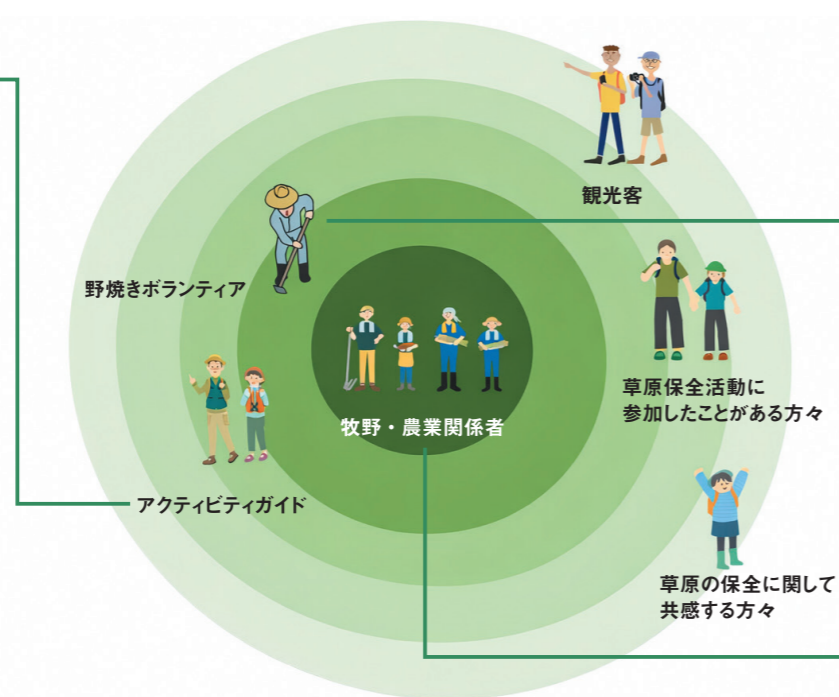 観光客
野焼きボランティア
草原保全活動に
参加したことがある方々
牧野・農業関係者
アクティビティガイド
草原の保全に関して
共感する方々